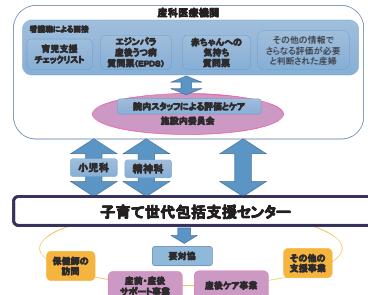 産科医療機関
看護職による面接
育児支援
チェックリスト
エジンバラ
産後うつ病
質問票(EPDS)
赤ちゃんへの
気持ち
質問票
その他の情報で
さらなる評価が必要
と判断された産婦
院内スタッフによる評価とケア
施設内委員会
小児科
精神科
子育て世代包括支援センター
保健師の
訪問
要対協
その他の
支援事業
産前・産後
サポート事業
産後ケア事業